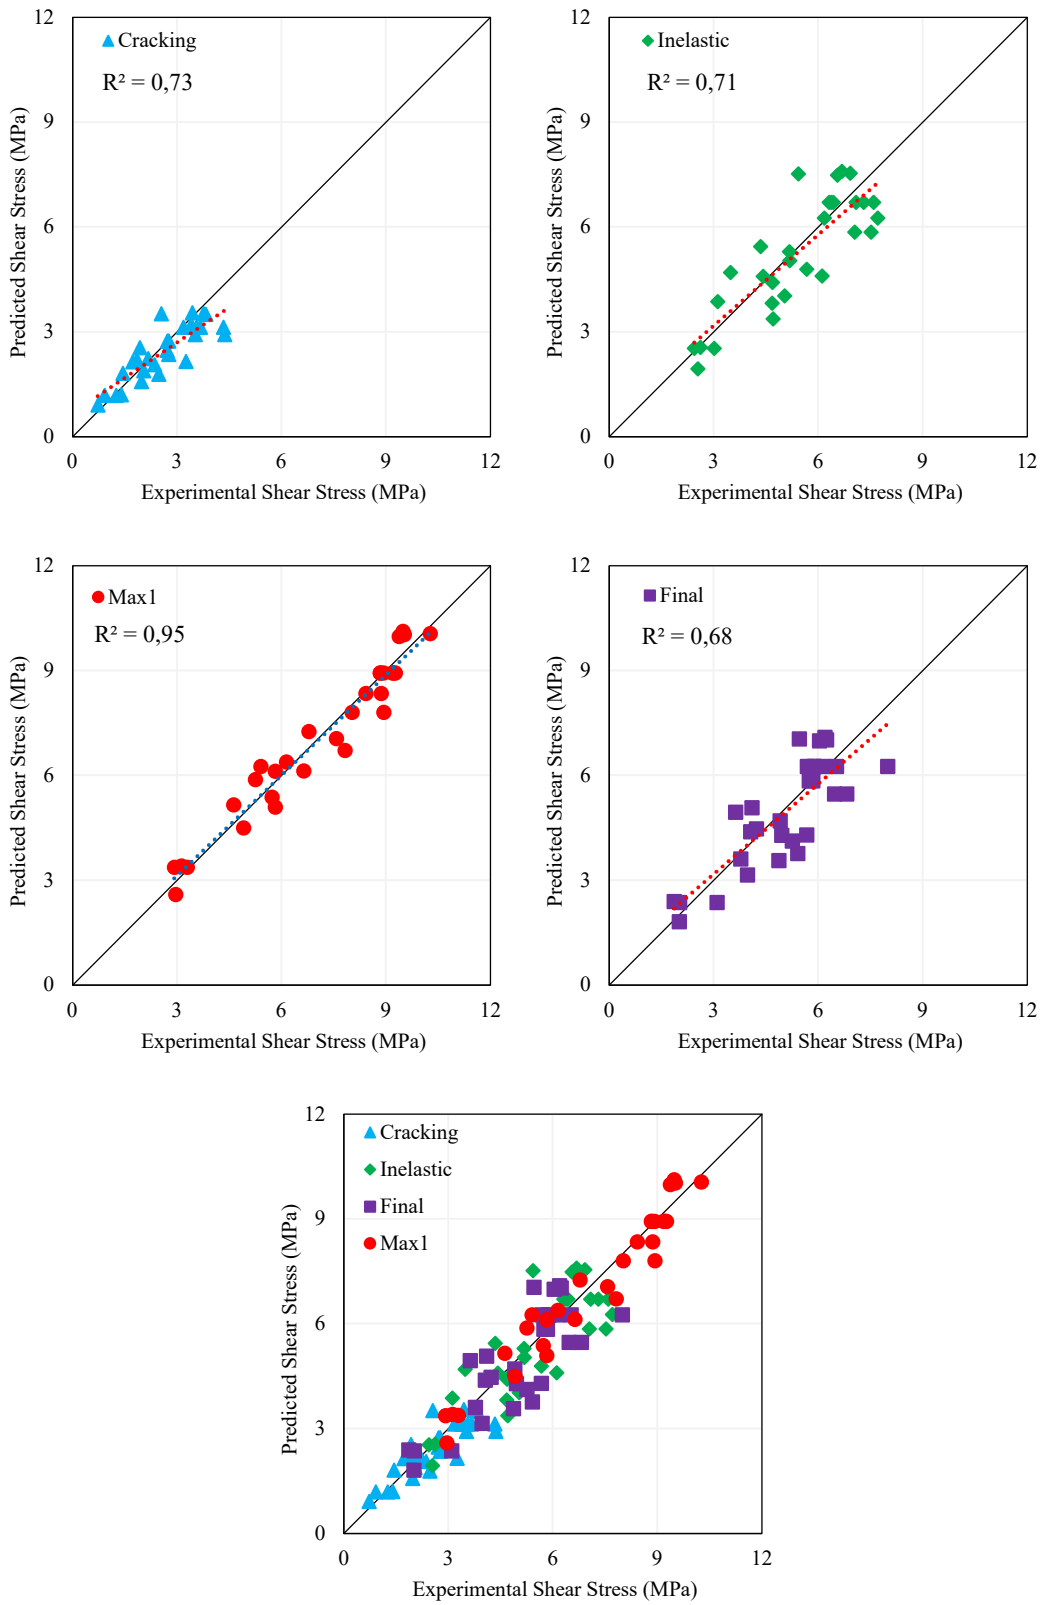 12
9
6
3
0
Predicted Shear Stress (MPa)
Cracking
R² = 0,73
0 3 6 9 12
Experimental Shear Stress (MPa)
12
9
6
3
0
Predicted Shear Stress (MPa)
Inelastic
R² = 0,71
0 3 6 9 12
Experimental Shear Stress (MPa)
12
9
6
3
0
Predicted Shear Stress (MPa)
Max1
R² = 0,95
0 3 6 9 12
Experimental Shear Stress (MPa)
12
9
6
3
0
Predicted Shear Stress (MPa)
Final
R² = 0,68
0 3 6 9 12
Experimental Shear Stress (MPa)
12
9
6
3
0
Predicted Shear Stress (MPa)
Cracking
Inelastic
Final
Max1
0 3 6 9 12
Experimental Shear Stress (MPa)